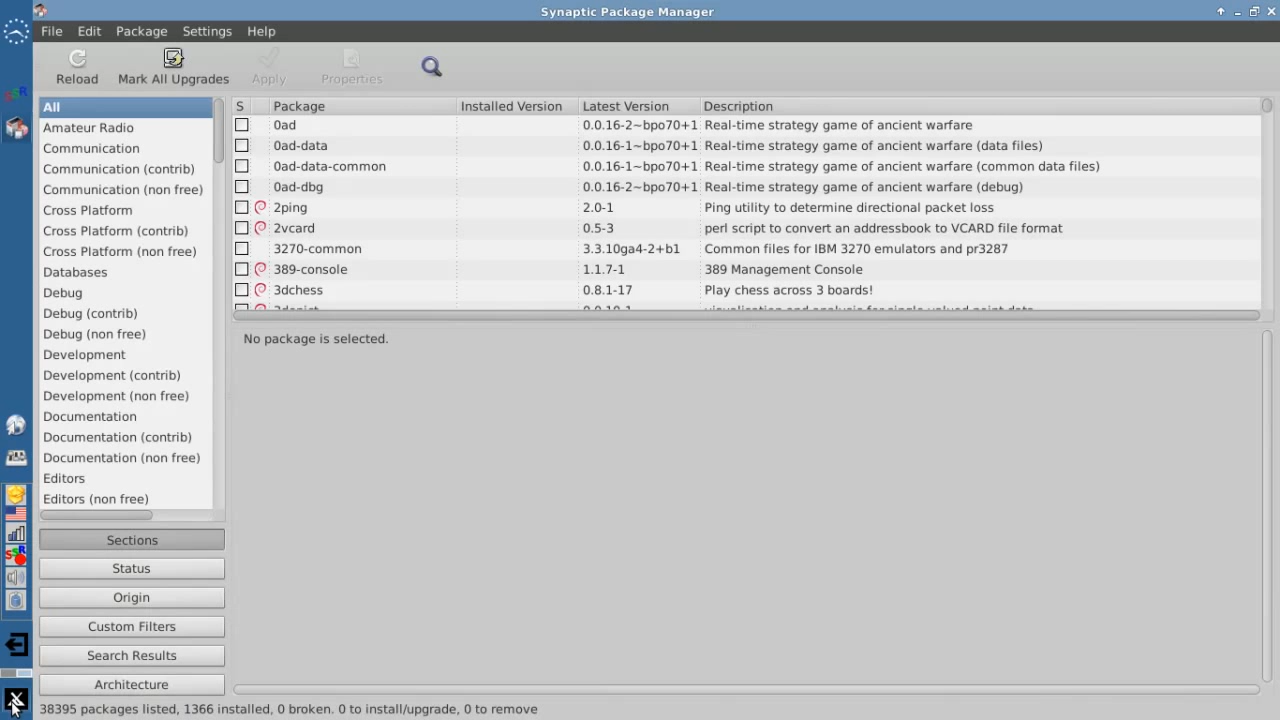 Synaptic Package Manager
File Edit Package Settings Help
Reload Mark All Upgrades Apply Properties
All
Amateur Radio
Communication
Communication (contrib)
Communication (non free)
Cross Platform
Cross Platform (contrib)
Cross Platform (non free)
Databases
Debug
Debug (contrib)
Debug (non free)
Development
Development (contrib)
Development (non free)
Documentation
Documentation (contrib)
Documentation (non free)
Editors
Editors (non free)
Sections
Status
Origin
Custom Filters
Search Results
Architecture
S Package Installed Version Latest Version Description
0ad 0.0.16-2~bpo70+1 Real-time strategy game of ancient warfare
0ad-data 0.0.16-1~bpo70+1 Real-time strategy game of ancient warfare (data files)
0ad-data-common 0.0.16-1~bpo70+1 Real-time strategy game of ancient warfare (common data files)
0ad-dbg 0.0.16-2~bpo70+1 Real-time strategy game of ancient warfare (debug)
2ping 2.0-1 Ping utility to determine directional packet loss
2vcard 0.5-3 perl script to convert an addressbook to VCARD file format
3270-common 3.3.10ga4-2+b1 Common files for IBM 3270 emulators and pr3287
389-console 1.1.7-1 389 Management Console
3dchess 0.8.1-17 Play chess across 3 boards!
No package is selected.
38395 packages listed, 1366 installed, 0 broken. 0 to install/upgrade, 0 to remove